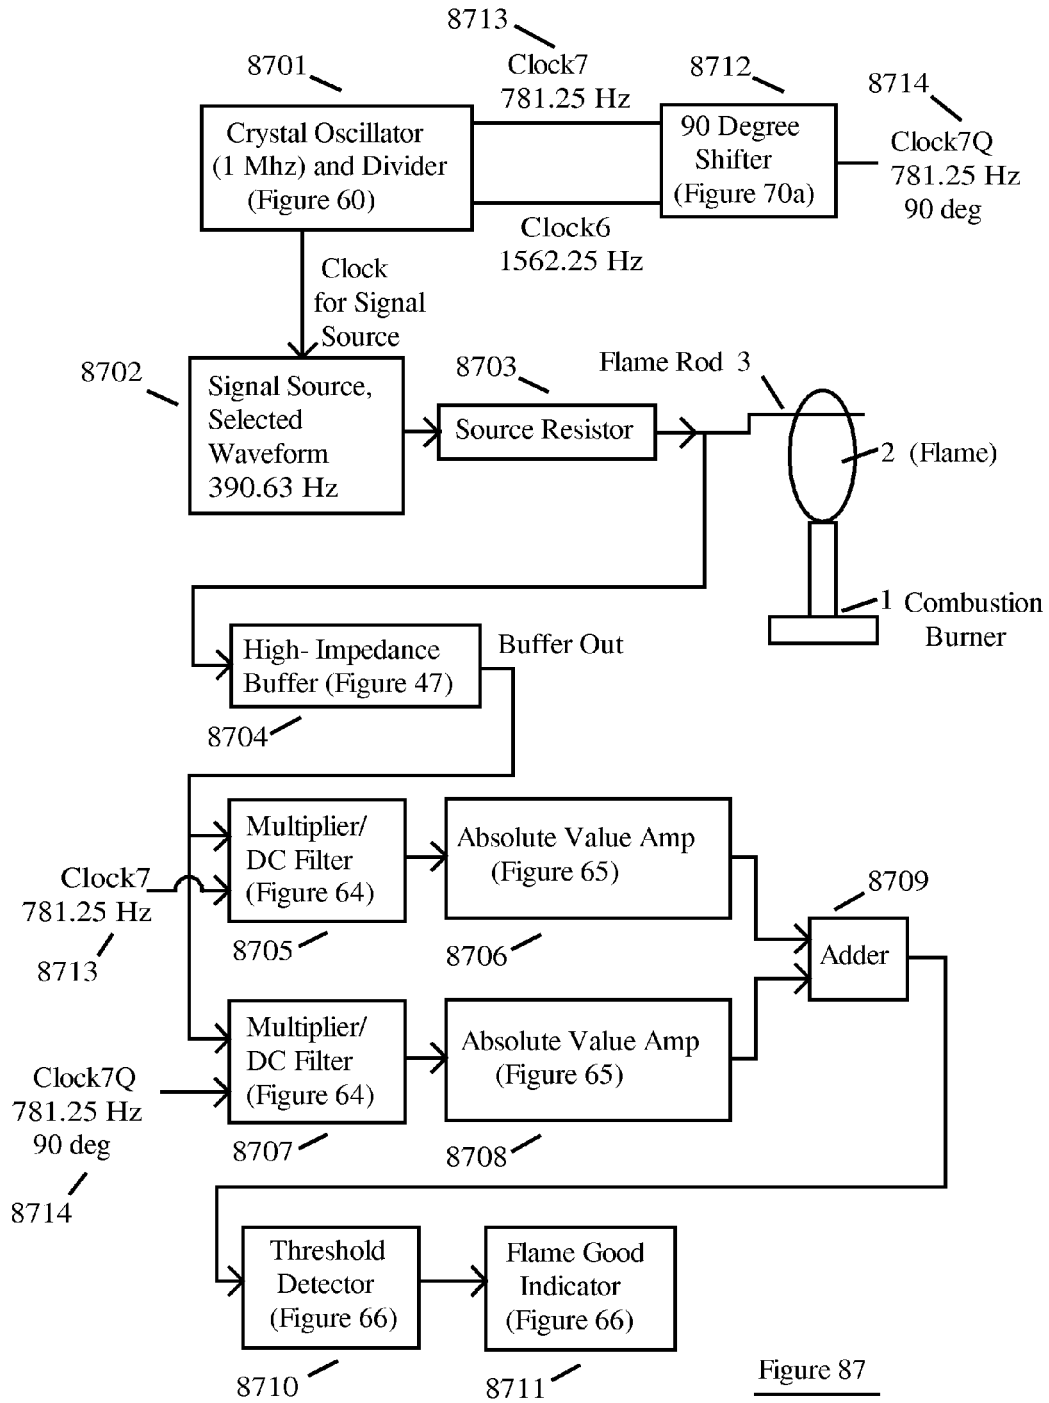 8713
8701
Clock7
781.25 Hz
8712
8714
Crystal Oscillator
(1 Mhz) and Divider
(Figure 60)
90 Degree
Shifter
(Figure 70a)
Clock7Q
781.25 Hz
90 deg
Clock6
1562.25 Hz
Clock
for Signal
Source
8702
8703
Flame Rod 3
Signal Source,
Selected
Waveform
390.63 Hz
Source Resistor
2 (Flame)
1 Combustion
Burner
High- Impedance
Buffer (Figure 47)
Buffer Out
8704
Multiplier/
DC Filter
(Figure 64)
Absolute Value Amp
(Figure 65)
Clock7
781.25 Hz
8713
8705
8706
8709
Adder
Multiplier/
DC Filter
(Figure 64)
Absolute Value Amp
(Figure 65)
Clock7Q
781.25 Hz
90 deg
8714
8707
8708
Threshold
Detector
(Figure 66)
Flame Good
Indicator
(Figure 66)
8710
8711
Figure 87